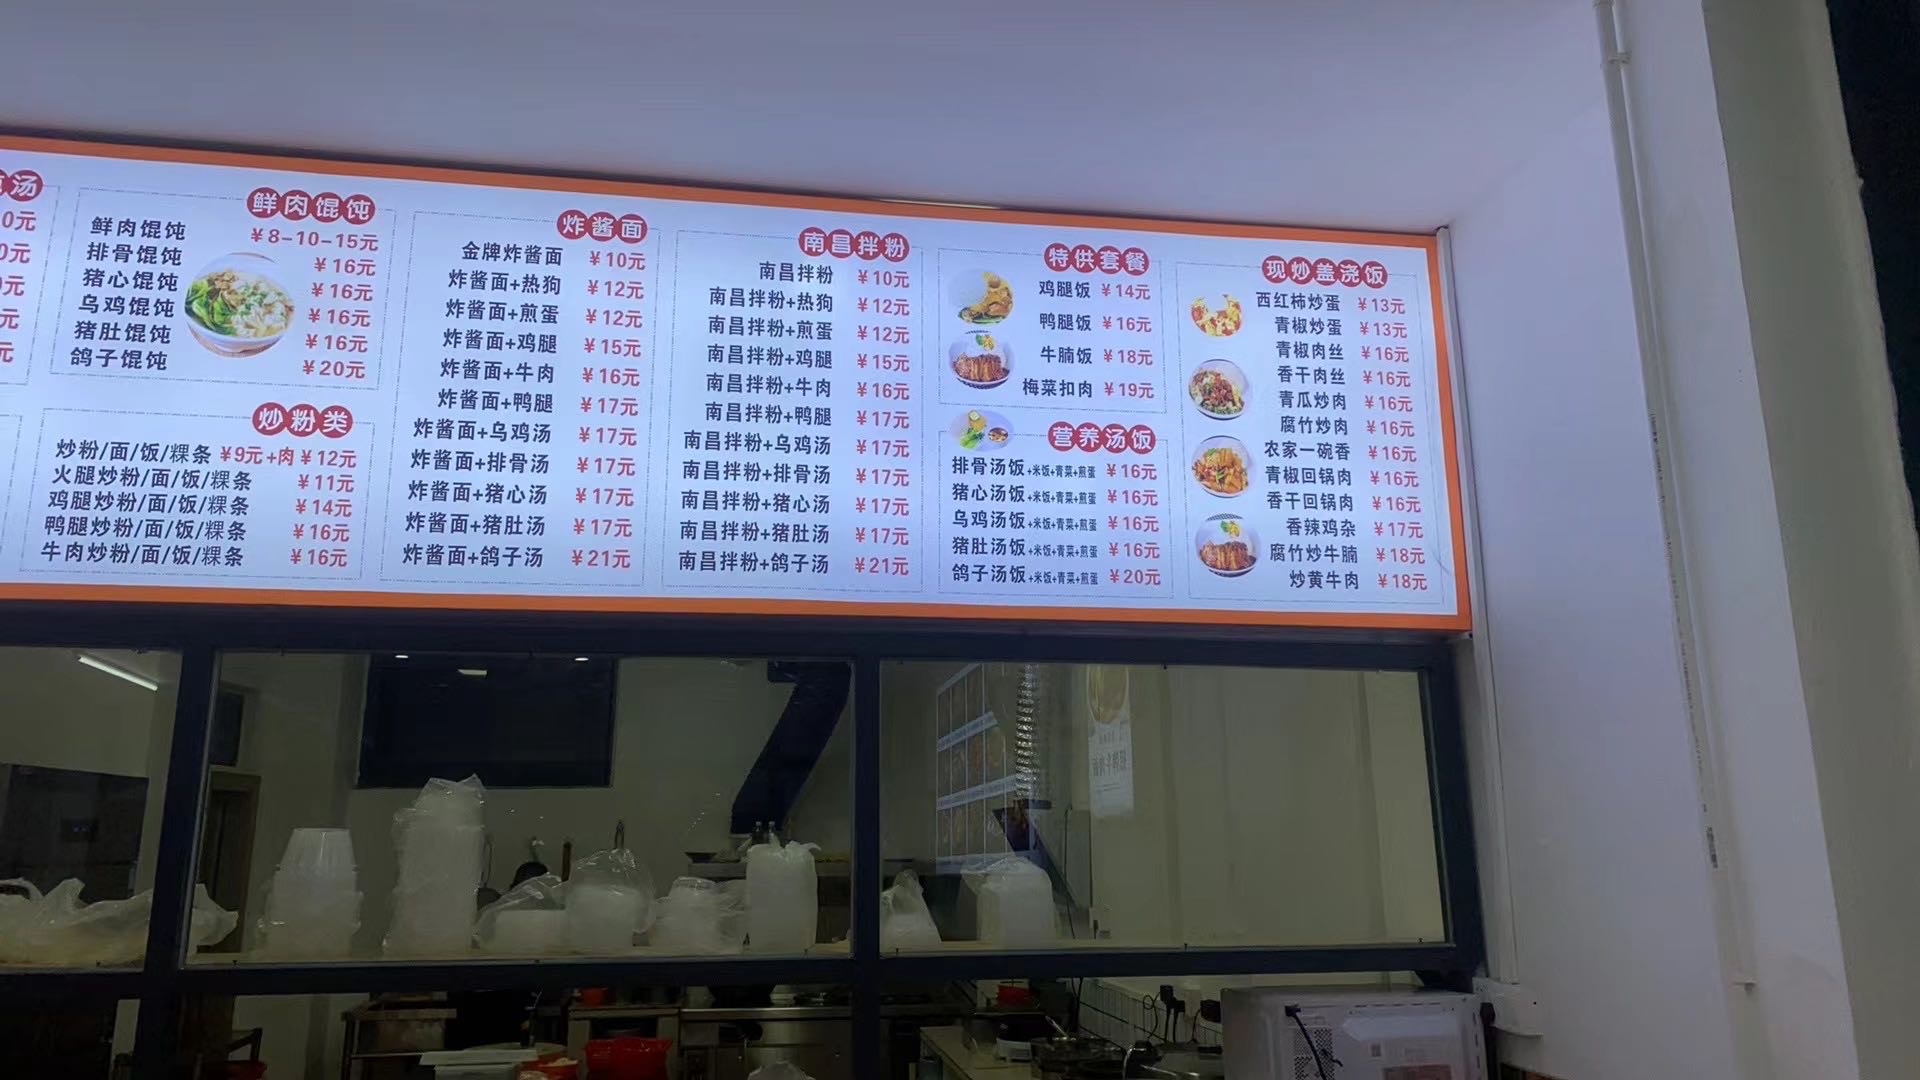 汤
0元
0元
0元
元
元
鲜肉馄饨
鲜肉馄饨 ¥8-10-15元
排骨馄饨 ¥16元
猪心馄饨 ¥16元
乌鸡馄饨 ¥16元
猪肚馄饨 ¥16元
鸽子馄饨 ¥20元
炒粉类
炒粉/面/饭/粿条 ¥9元+肉¥12元
火腿炒粉/面/饭/粿条 ¥11元
鸡腿炒粉/面/饭/粿条 ¥14元
鸭腿炒粉/面/饭/粿条 ¥16元
牛肉炒粉/面/饭/粿条 ¥16元
炸酱面
金牌炸酱面 ¥10元
炸酱面+热狗 ¥12元
炸酱面+煎蛋 ¥12元
炸酱面+鸡腿 ¥15元
炸酱面+牛肉 ¥16元
炸酱面+鸭腿 ¥17元
炸酱面+乌鸡汤 ¥17元
炸酱面+排骨汤 ¥17元
炸酱面+猪心汤 ¥17元
炸酱面+猪肚汤 ¥17元
炸酱面+鸽子汤 ¥21元
南昌拌粉
南昌拌粉 ¥10元
南昌拌粉+热狗 ¥12元
南昌拌粉+煎蛋 ¥12元
南昌拌粉+鸡腿 ¥15元
南昌拌粉+牛肉 ¥16元
南昌拌粉+鸭腿 ¥17元
南昌拌粉+乌鸡汤 ¥17元
南昌拌粉+排骨汤 ¥17元
南昌拌粉+猪心汤 ¥17元
南昌拌粉+猪肚汤 ¥17元
南昌拌粉+鸽子汤 ¥21元
特供套餐
鸡腿饭 ¥14元
鸭腿饭 ¥16元
牛腩饭 ¥18元
梅菜扣肉 ¥19元
营养汤饭
排骨汤饭+米饭+青菜+煎蛋 ¥16元
猪心汤饭+米饭+青菜+煎蛋 ¥16元
乌鸡汤饭+米饭+青菜+煎蛋 ¥16元
猪肚汤饭+米饭+青菜+煎蛋 ¥16元
鸽子汤饭+米饭+青菜+煎蛋 ¥20元
现炒盖浇饭
西红柿炒蛋 ¥13元
青椒炒蛋 ¥13元
青椒肉丝 ¥16元
香干肉丝 ¥16元
青瓜炒肉 ¥16元
腐竹炒肉 ¥16元
农家一碗香 ¥16元
青椒回锅肉 ¥16元
香干回锅肉 ¥16元
香辣鸡杂 ¥17元
腐竹炒牛腩 ¥18元
炒黄牛肉 ¥18元